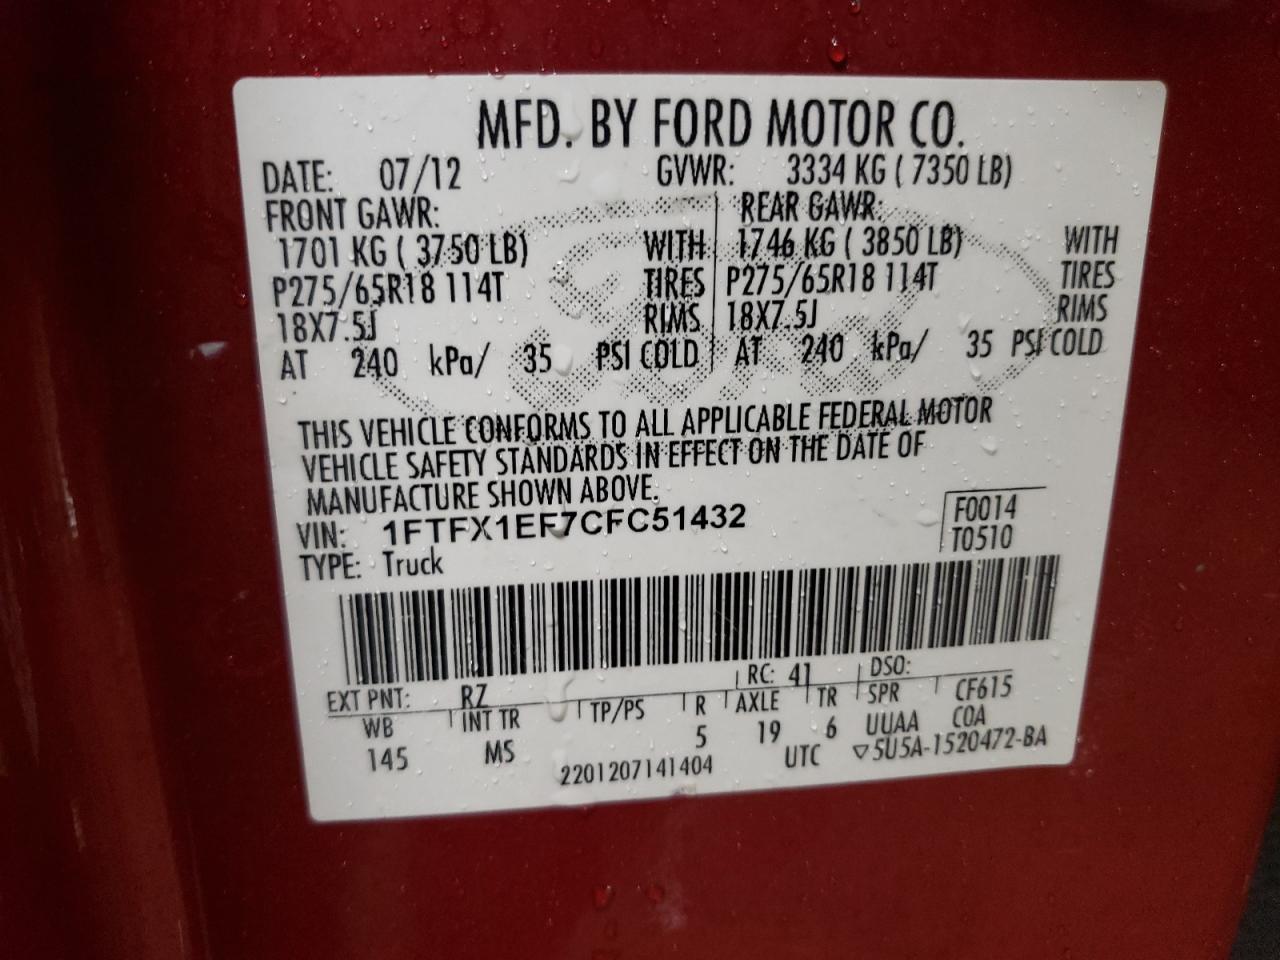 MFD. BY FORD MOTOR CO.
DATE: 07/12 GVWR: 3334 KG ( 7350 LB)
FRONT GAWR: REAR GAWR:
1701 KG ( 3750 LB) WITH 1746 KG ( 3850 LB) WITH
P275/65R18 114T TIRES P275/65R18 114T TIRES
18X7.5J RIMS 18X7.5J RIMS
AT 240 kPa/ 35 PSI COLD AT 240 kPa/ 35 PSI COLD
THIS VEHICLE CONFORMS TO ALL APPLICABLE FEDERAL MOTOR
VEHICLE SAFETY STANDARDS IN EFFECT ON THE DATE OF
MANUFACTURE SHOWN ABOVE.
VIN: 1FTFX1EF7CFC51432 F0014
TYPE: Truck T0510
EXT PNT: RZ RC: 41 DSO:
WB INT TR TP/PS R AXLE TR SPR CF615
145 MS 5 19 6 UUAA COA
2201207141404 UTC ▽5U5A-1520472-BA